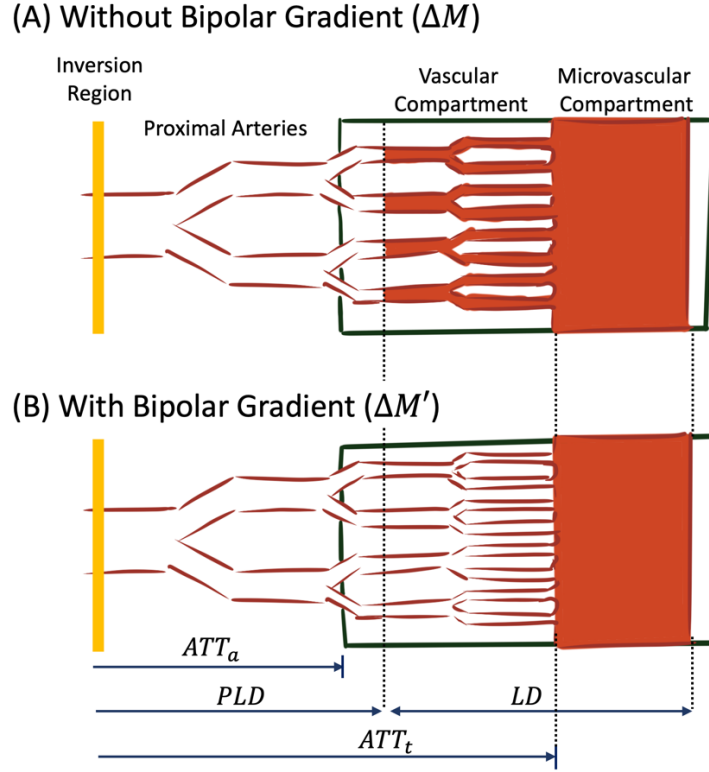 (A) Without Bipolar Gradient (ΔM)
Inversion Region
Proximal Arteries
Vascular Compartment
Microvascular Compartment
(B) With Bipolar Gradient (ΔM′)
ATTₐ
PLD
LD
ATTₜ